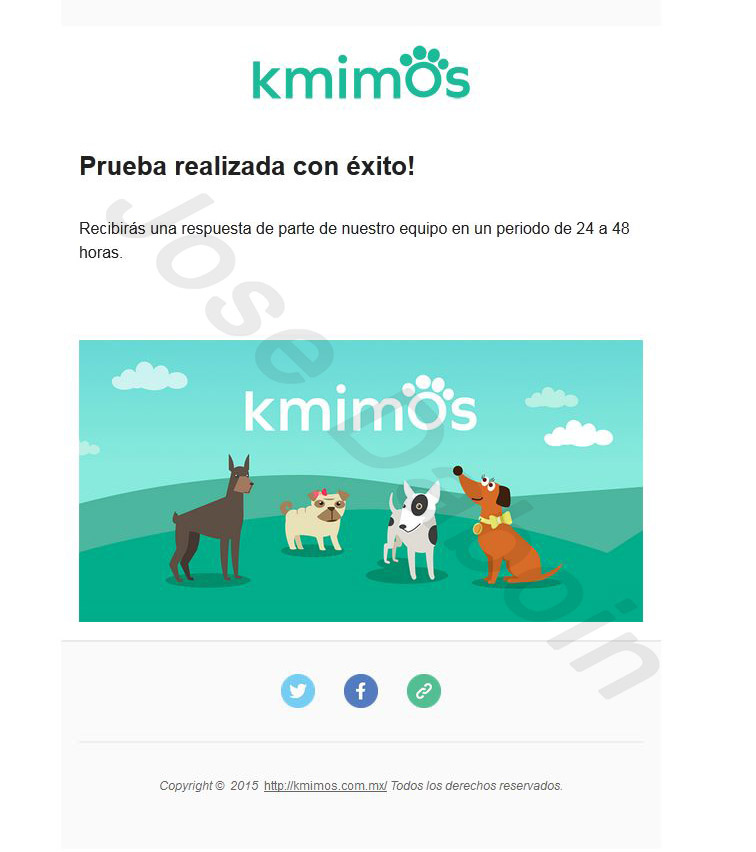 kmimos
Prueba realizada con éxito!
Recibirás una respuesta de parte de nuestro equipo en un periodo de 24 a 48
horas.
kmimos
Jose Daboin
Copyright © 2015 http://kmimos.com.mx/ Todos los derechos reservados.